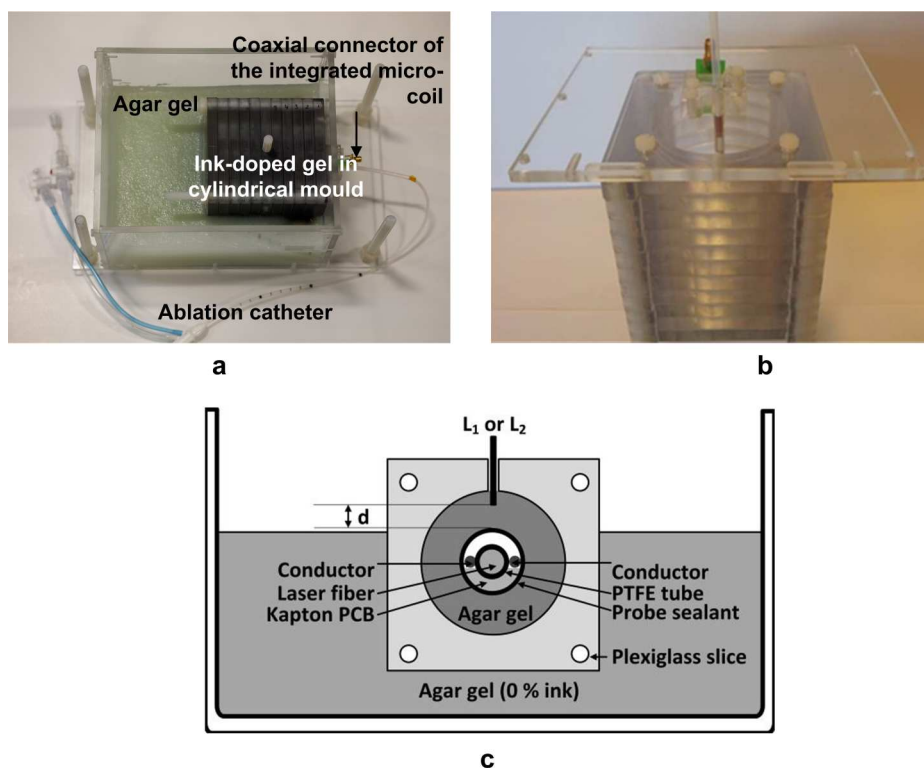 Coaxial connector of
the integrated micro-
coil
Agar gel
Ink-doped gel in
cylindrical mould
Ablation catheter
a
b
L₁ or L₂
d
Conductor
Laser fiber
Kapton PCB
Conductor
PTFE tube
Probe sealant
Agar gel
Plexiglass slice
Agar gel (0 % ink)
c